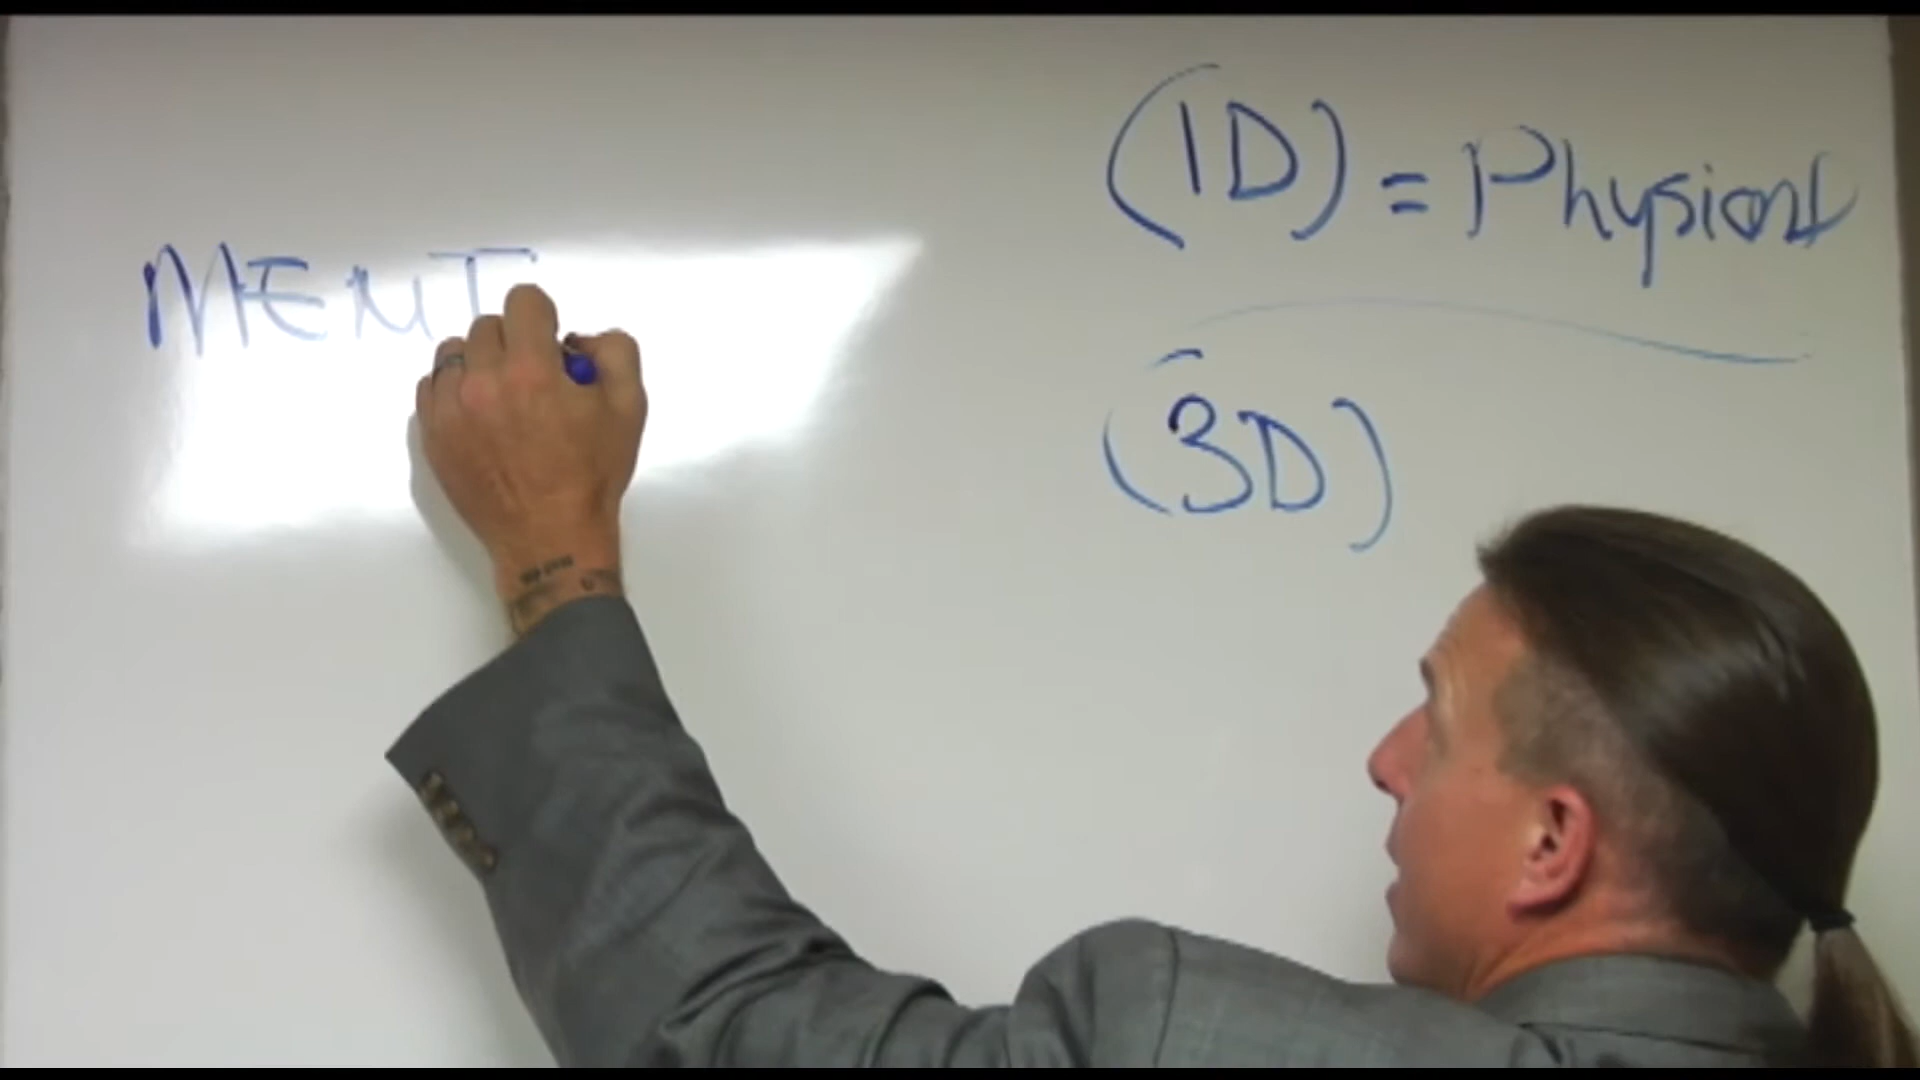 (1D) = Physical
MENT
(3D)